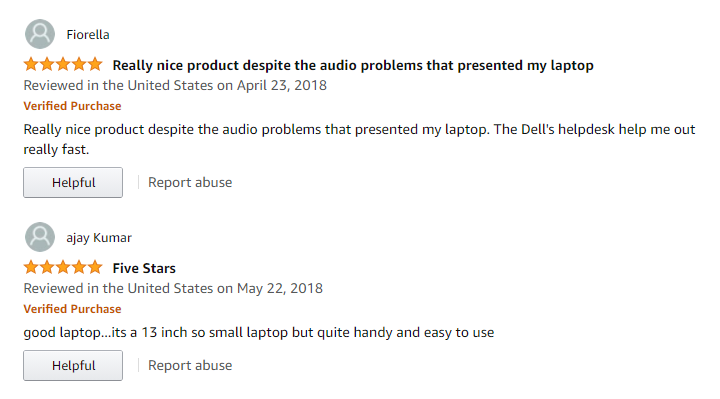 Fiorella
Really nice product despite the audio problems that presented my laptop
Reviewed in the United States on April 23, 2018
Verified Purchase
Really nice product despite the audio problems that presented my laptop. The Dell's helpdesk help me out
really fast.
Helpful
Report abuse
ajay Kumar
Five Stars
Reviewed in the United States on May 22, 2018
Verified Purchase
good laptop...its a 13 inch so small laptop but quite handy and easy to use
Helpful
Report abuse